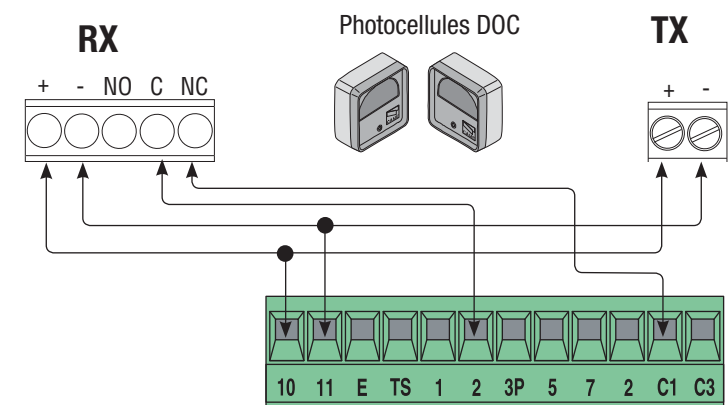 Photocellules DOC
RX
TX
+ - NO C NC
+ -
10 11 E TS 1 2 3P 5 7 2 C1 C3